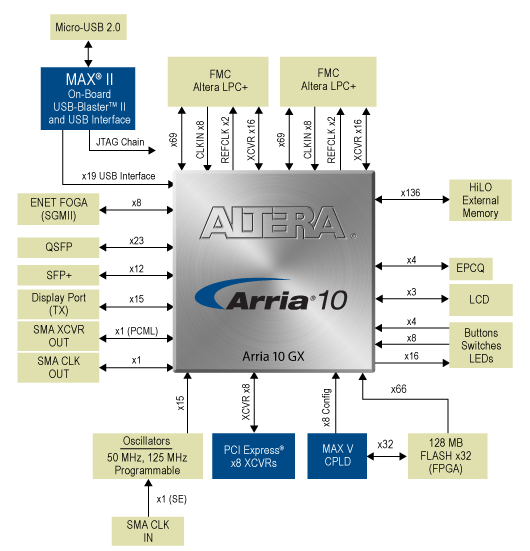 Micro-USB 2.0
MAX® II
On-Board
USB-Blaster™ II
and USB Interface
JTAG Chain
x19 USB Interface
FMC
Altera LPC+
FMC
Altera LPC+
x69
CLKIN x8
REFCLK x2
XCVR x16
x69
CLKIN x8
REFCLK x2
XCVR x16
ENET FOGA
(SGMII)
x8
QSFP
x23
SFP+
x12
Display Port
(TX)
x15
SMA XCVR
OUT
x1 (PCML)
SMA CLK
OUT
x1
ALTERA®
Arria® 10
Arria 10 GX
x136
HiLO
External
Memory
x4
EPCQ
x3
LCD
x4
x8
x16
Buttons
Switches
LEDs
x15
XCVR x8
x8 Config
x66
Oscillators
50 MHz, 125 MHz
Programmable
PCI Express®
x8 XCVRs
MAX V
CPLD
x32
128 MB
FLASH x32
(FPGA)
x1 (SE)
SMA CLK
IN